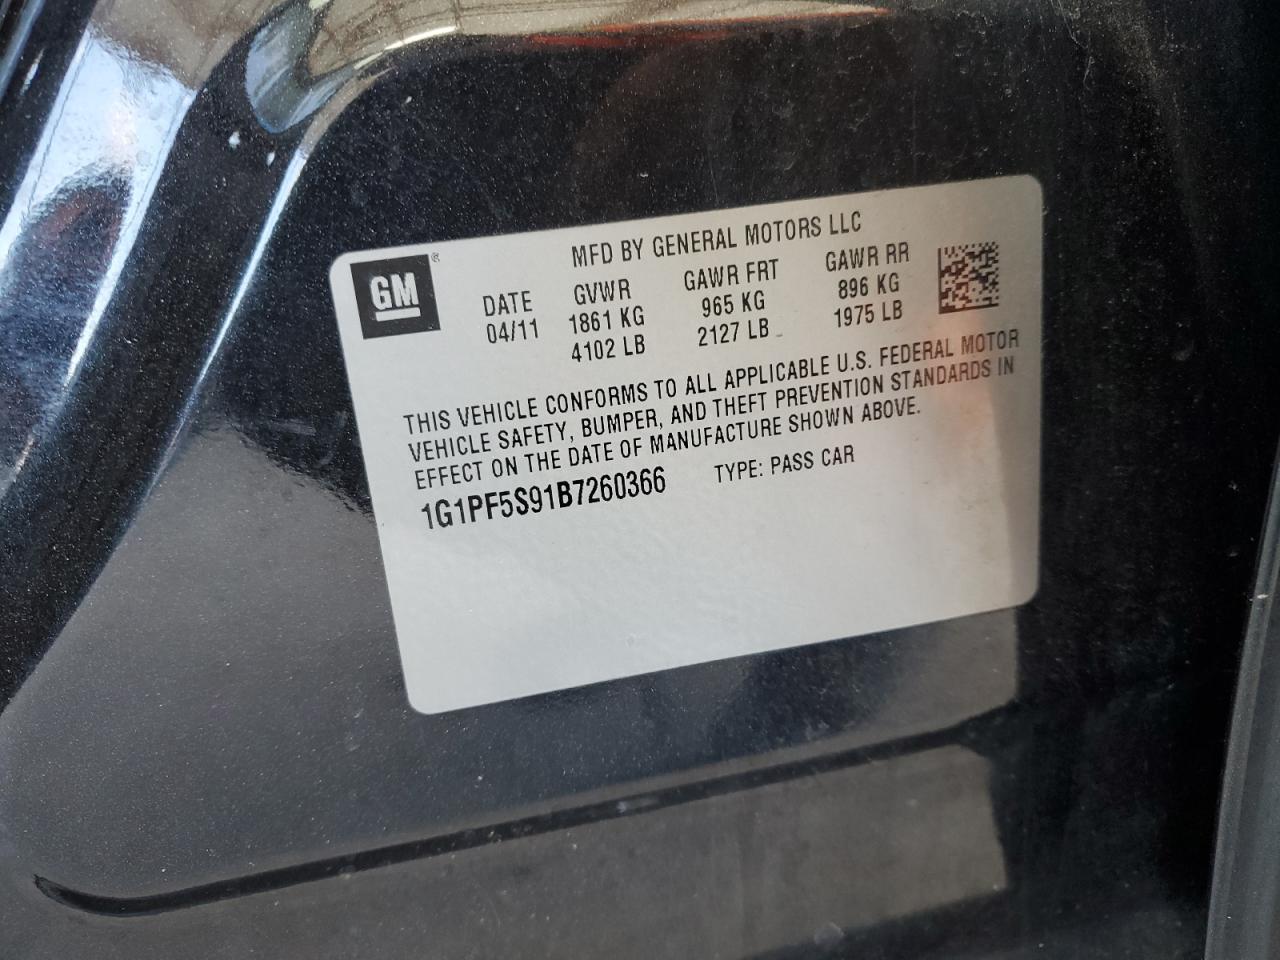 GM®
MFD BY GENERAL MOTORS LLC
DATE GVWR GAWR FRT GAWR RR
04/11 1861 KG 965 KG 896 KG
4102 LB 2127 LB 1975 LB
THIS VEHICLE CONFORMS TO ALL APPLICABLE U.S. FEDERAL MOTOR
VEHICLE SAFETY, BUMPER, AND THEFT PREVENTION STANDARDS IN
EFFECT ON THE DATE OF MANUFACTURE SHOWN ABOVE.
1G1PF5S91B7260366 TYPE: PASS CAR